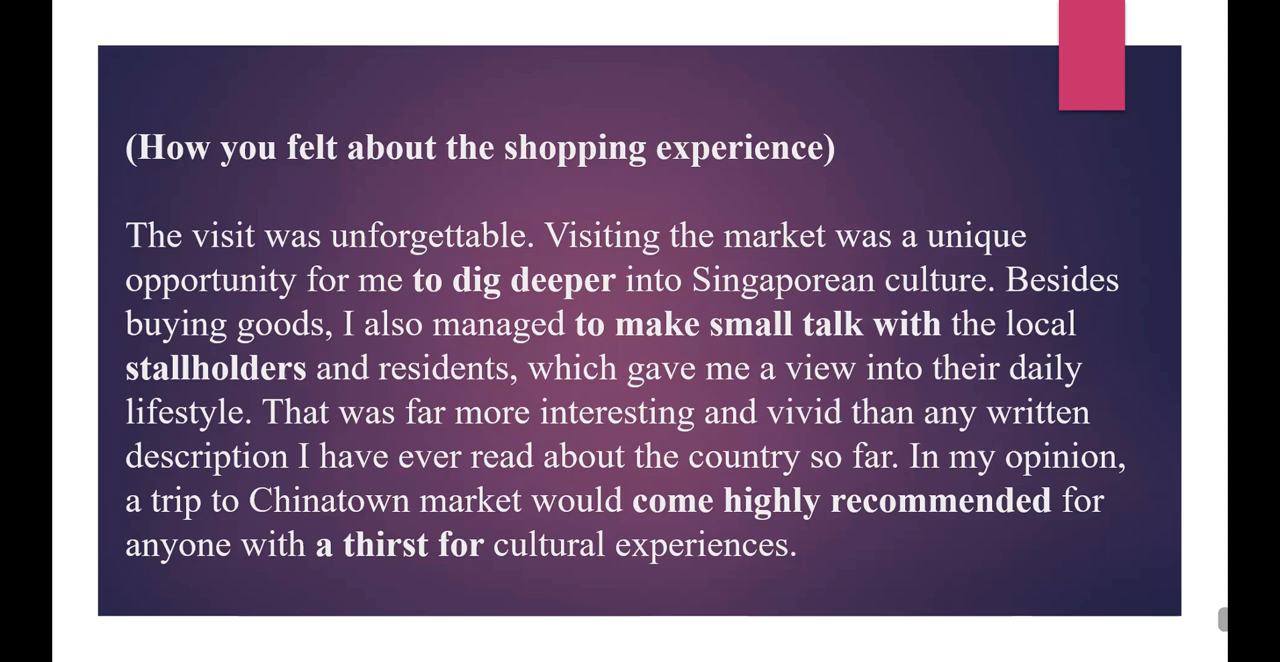 (How you felt about the shopping experience)
The visit was unforgettable. Visiting the market was a unique
opportunity for me to dig deeper into Singaporean culture. Besides
buying goods, I also managed to make small talk with the local
stallholders and residents, which gave me a view into their daily
lifestyle. That was far more interesting and vivid than any written
description I have ever read about the country so far. In my opinion,
a trip to Chinatown market would come highly recommended for
anyone with a thirst for cultural experiences.